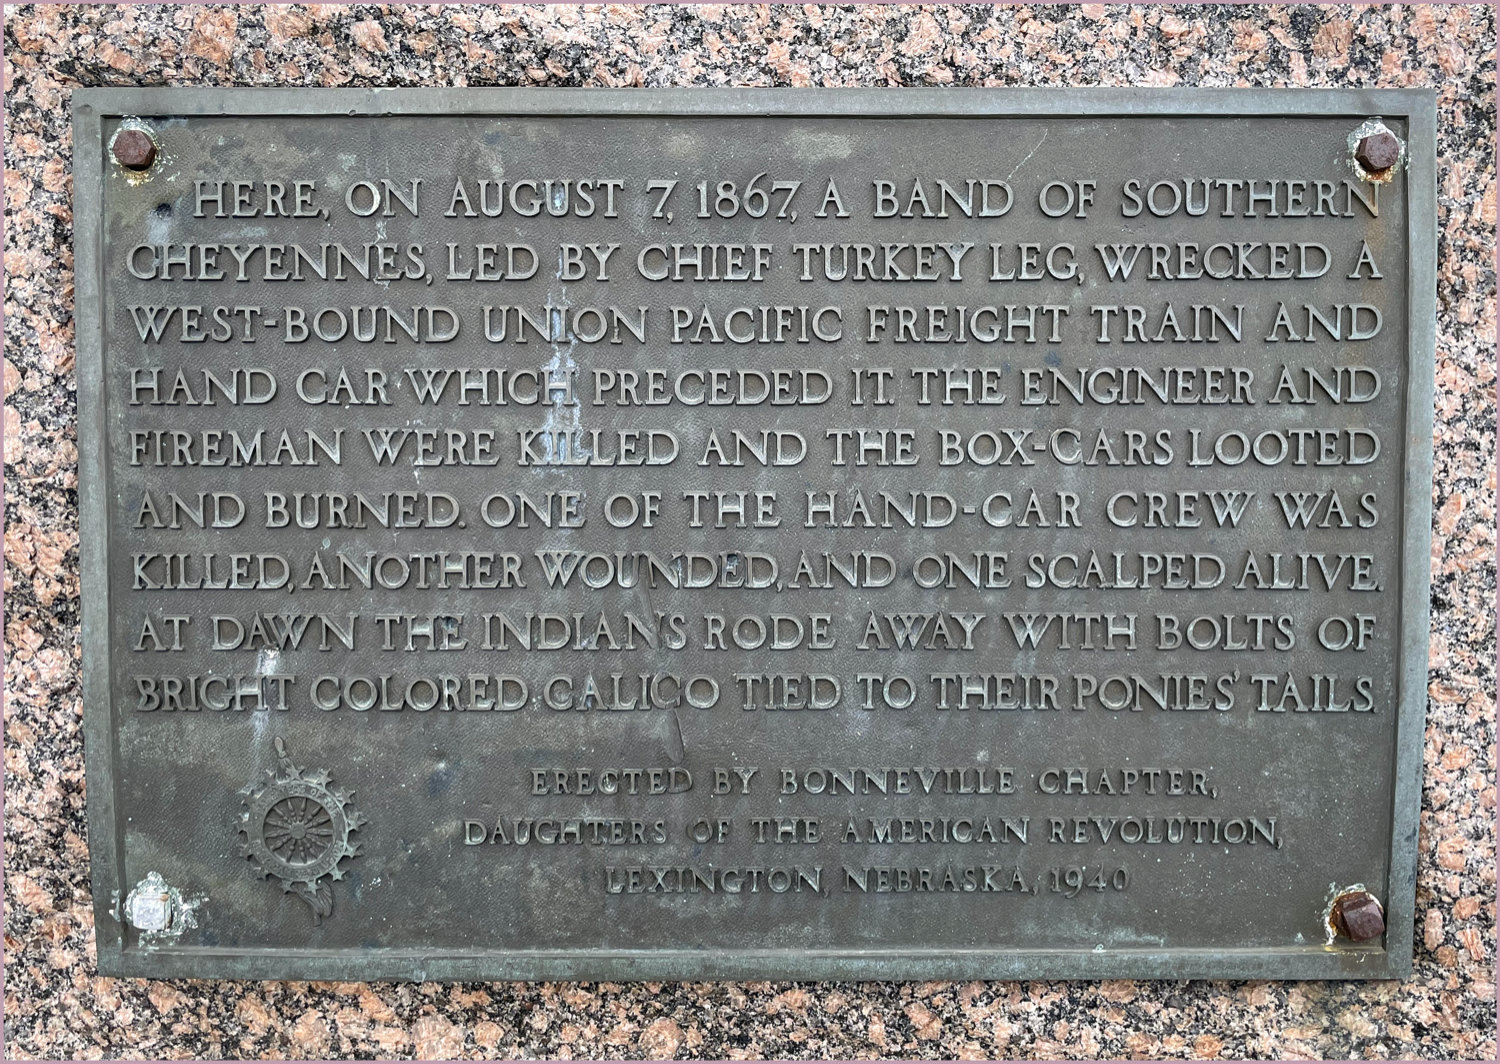 HERE, ON AUGUST 7, 1867, A BAND OF SOUTHERN
CHEYENNES, LED BY CHIEF TURKEY LEG, WRECKED A
WEST-BOUND UNION PACIFIC FREIGHT TRAIN AND
HAND CAR WHICH PRECEDED IT. THE ENGINEER AND
FIREMAN WERE KILLED AND THE BOX-CARS LOOTED
AND BURNED. ONE OF THE HAND-CAR CREW WAS
KILLED, ANOTHER WOUNDED, AND ONE SCALPED ALIVE.
AT DAWN THE INDIAN'S RODE AWAY WITH BOLTS OF
BRIGHT COLORED CALICO TIED TO THEIR PONIES' TAILS.
ERECTED BY BONNEVILLE CHAPTER,
DAUGHTERS OF THE AMERICAN REVOLUTION,
LEXINGTON, NEBRASKA, 1940